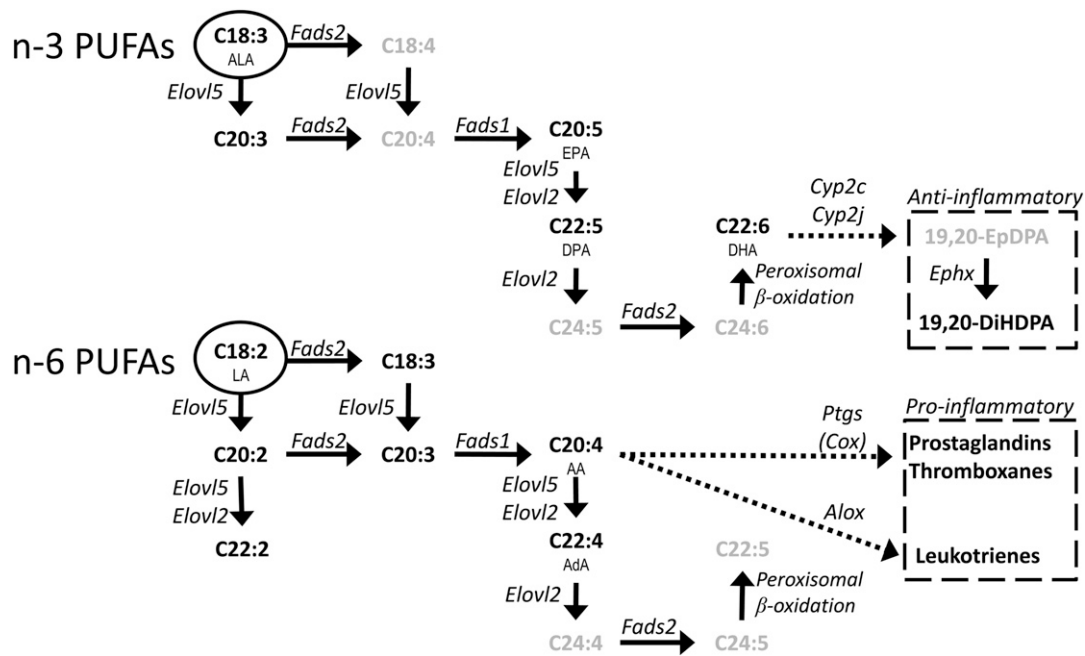 n-3 PUFAs
C18:3
ALA
Fads2
C18:4
Elovl5
Elovl5
C20:3
Fads2
C20:4
Fads1
C20:5
EPA
Elovl5
Elovl2
C22:5
DPA
Elovl2
C24:5
Fads2
C24:6
Peroxisomal
β-oxidation
C22:6
DHA
Cyp2c
Cyp2j
Anti-inflammatory
19,20-EpDPA
Ephx
19,20-DiHDPA
n-6 PUFAs
C18:2
LA
Fads2
C18:3
Elovl5
Elovl5
C20:2
Fads2
C20:3
Fads1
C20:4
AA
Elovl5
Elovl2
C22:2
Elovl5
Elovl2
C22:4
AdA
Elovl2
C24:4
Fads2
C24:5
Peroxisomal
β-oxidation
C22:5
Ptgs
(Cox)
Alox
Pro-inflammatory
Prostaglandins
Thromboxanes
Leukotrienes